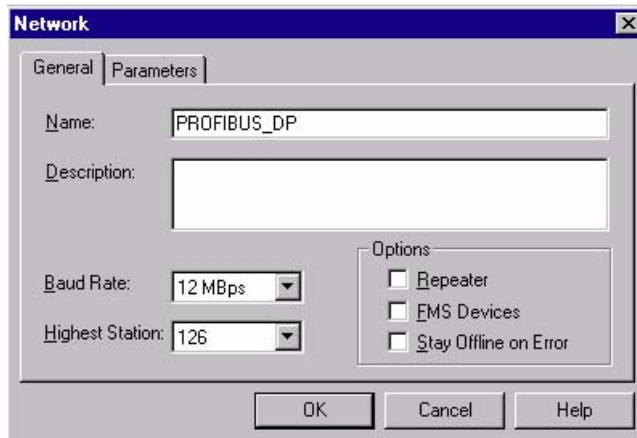 Network
General Parameters
Name: PROFIBUS_DP
Description:
Options
Baud Rate: 12 MBps
Repeater
FMS Devices
Highest Station: 126
Stay Offline on Error
OK Cancel Help